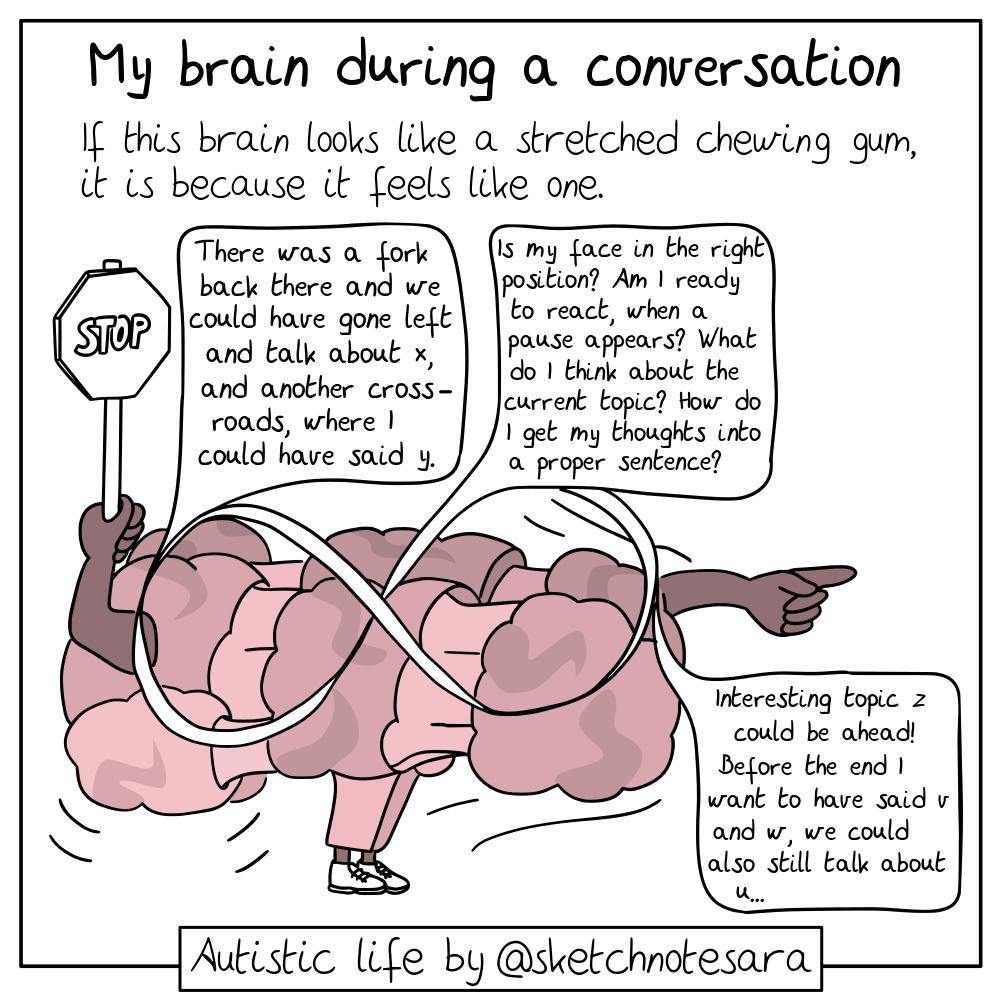 My brain during a conversation
If this brain looks like a stretched chewing gum,
it is because it feels like one.
STOP
There was a fork
back there and we
could have gone left
and talk about x,
and another cross-
roads, where I
could have said y.
Is my face in the right
position? Am I ready
to react, when a
pause appears? What
do I think about the
current topic? How do
I get my thoughts into
a proper sentence?
Interesting topic z
could be ahead!
Before the end I
want to have said v
and w, we could
also still talk about
u...
Autistic life by @sketchnotesara